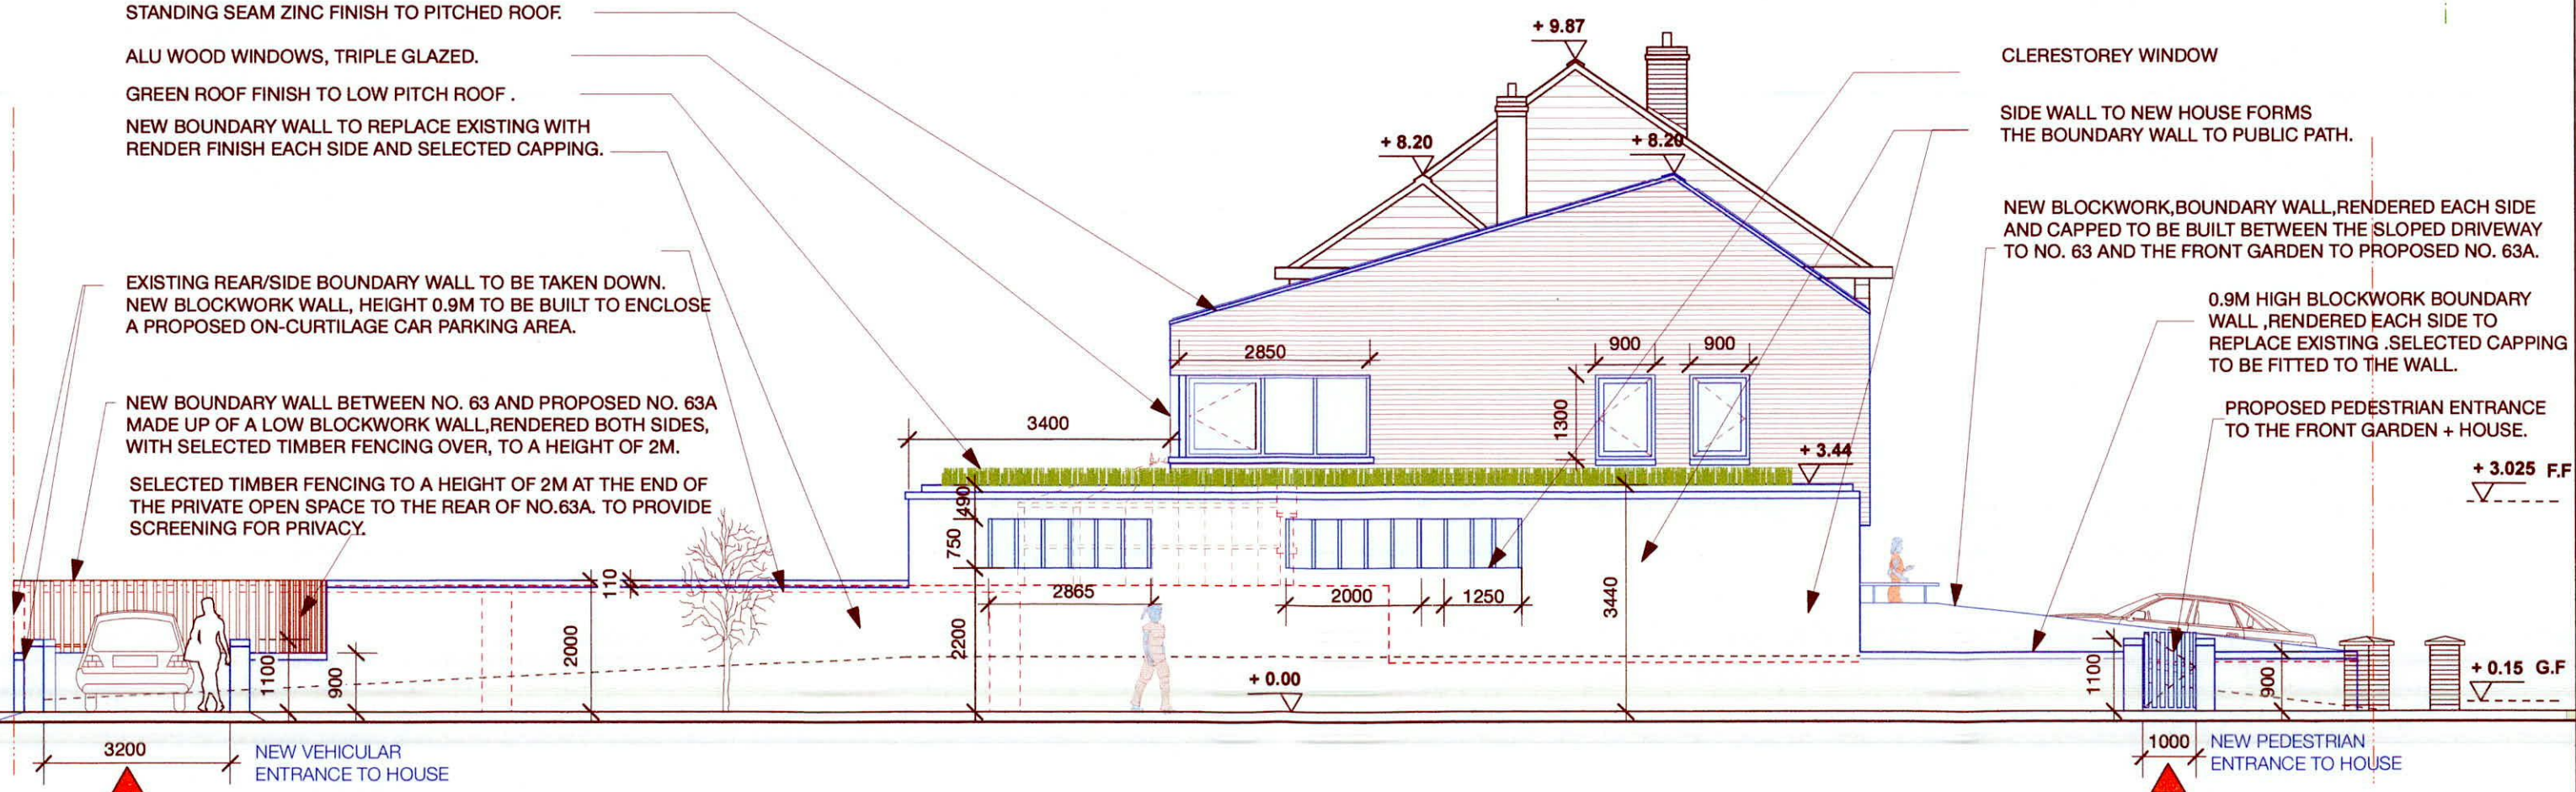 STANDING SEAM ZINC FINISH TO PITCHED ROOF.
ALU WOOD WINDOWS, TRIPLE GLAZED.
GREEN ROOF FINISH TO LOW PITCH ROOF .
NEW BOUNDARY WALL TO REPLACE EXISTING WITH
RENDER FINISH EACH SIDE AND SELECTED CAPPING.
EXISTING REAR/SIDE BOUNDARY WALL TO BE TAKEN DOWN.
NEW BLOCKWORK WALL, HEIGHT 0.9M TO BE BUILT TO ENCLOSE
A PROPOSED ON-CURTILAGE CAR PARKING AREA.
NEW BOUNDARY WALL BETWEEN NO. 63 AND PROPOSED NO. 63A
MADE UP OF A LOW BLOCKWORK WALL,RENDERED BOTH SIDES,
WITH SELECTED TIMBER FENCING OVER, TO A HEIGHT OF 2M.
SELECTED TIMBER FENCING TO A HEIGHT OF 2M AT THE END OF
THE PRIVATE OPEN SPACE TO THE REAR OF NO.63A. TO PROVIDE
SCREENING FOR PRIVACY.
+ 9.87
+ 8.20
+ 8.20
2850
900
900
1300
3400
+ 3.44
490
750
110
2865
2000
1250
3440
2200
2000
1100
900
+ 0.00
3200
NEW VEHICULAR
ENTRANCE TO HOUSE
CLERESTOREY WINDOW
SIDE WALL TO NEW HOUSE FORMS
THE BOUNDARY WALL TO PUBLIC PATH.
NEW BLOCKWORK,BOUNDARY WALL,RENDERED EACH SIDE
AND CAPPED TO BE BUILT BETWEEN THE SLOPED DRIVEWAY
TO NO. 63 AND THE FRONT GARDEN TO PROPOSED NO. 63A.
0.9M HIGH BLOCKWORK BOUNDARY
WALL ,RENDERED EACH SIDE TO
REPLACE EXISTING .SELECTED CAPPING
TO BE FITTED TO THE WALL.
PROPOSED PEDESTRIAN ENTRANCE
TO THE FRONT GARDEN + HOUSE.
+ 3.025 F.F
+ 0.15 G.F
1100
900
1000
NEW PEDESTRIAN
ENTRANCE TO HOUSE